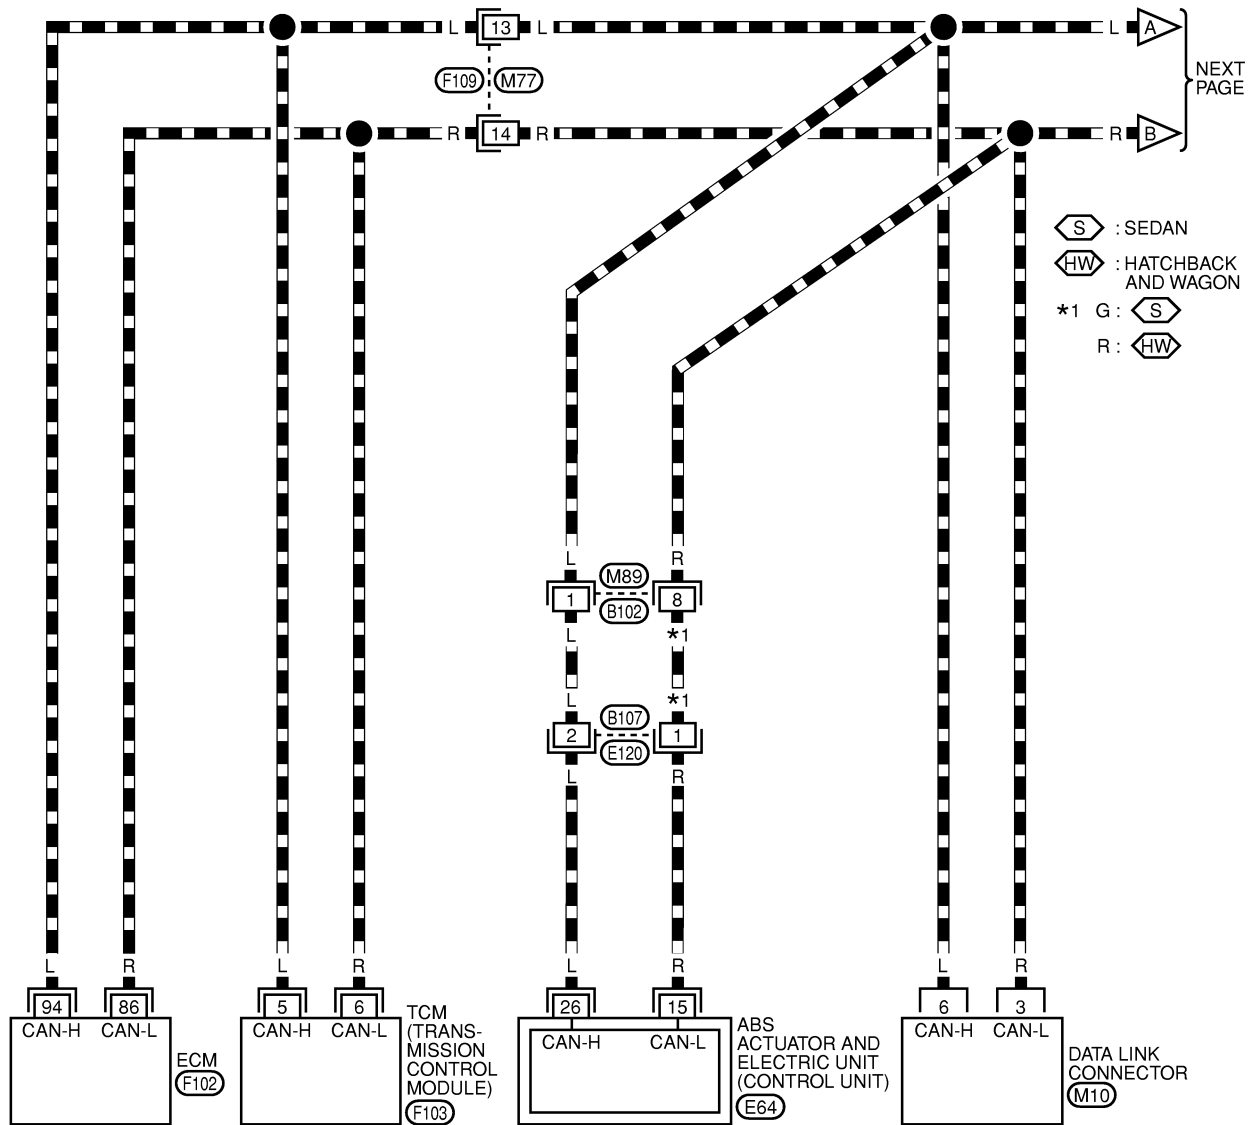 L 13 L L A
F109 M77
NEXT
PAGE
R 14 R R B
S : SEDAN
HW : HATCHBACK
AND WAGON
*1 G : S
R : HW
L R
M89
1 8
B102
L *1
L *1
B107
2 1
E120
L R
L R L R L R L R
94 86 5 6 26 15 6 3
CAN-H CAN-L CAN-H CAN-L CAN-H CAN-L CAN-H CAN-L
ECM
F102
TCM
(TRANS-
MISSION
CONTROL
MODULE)
F103
ABS
ACTUATOR AND
ELECTRIC UNIT
(CONTROL UNIT)
E64
DATA LINK
CONNECTOR
M10